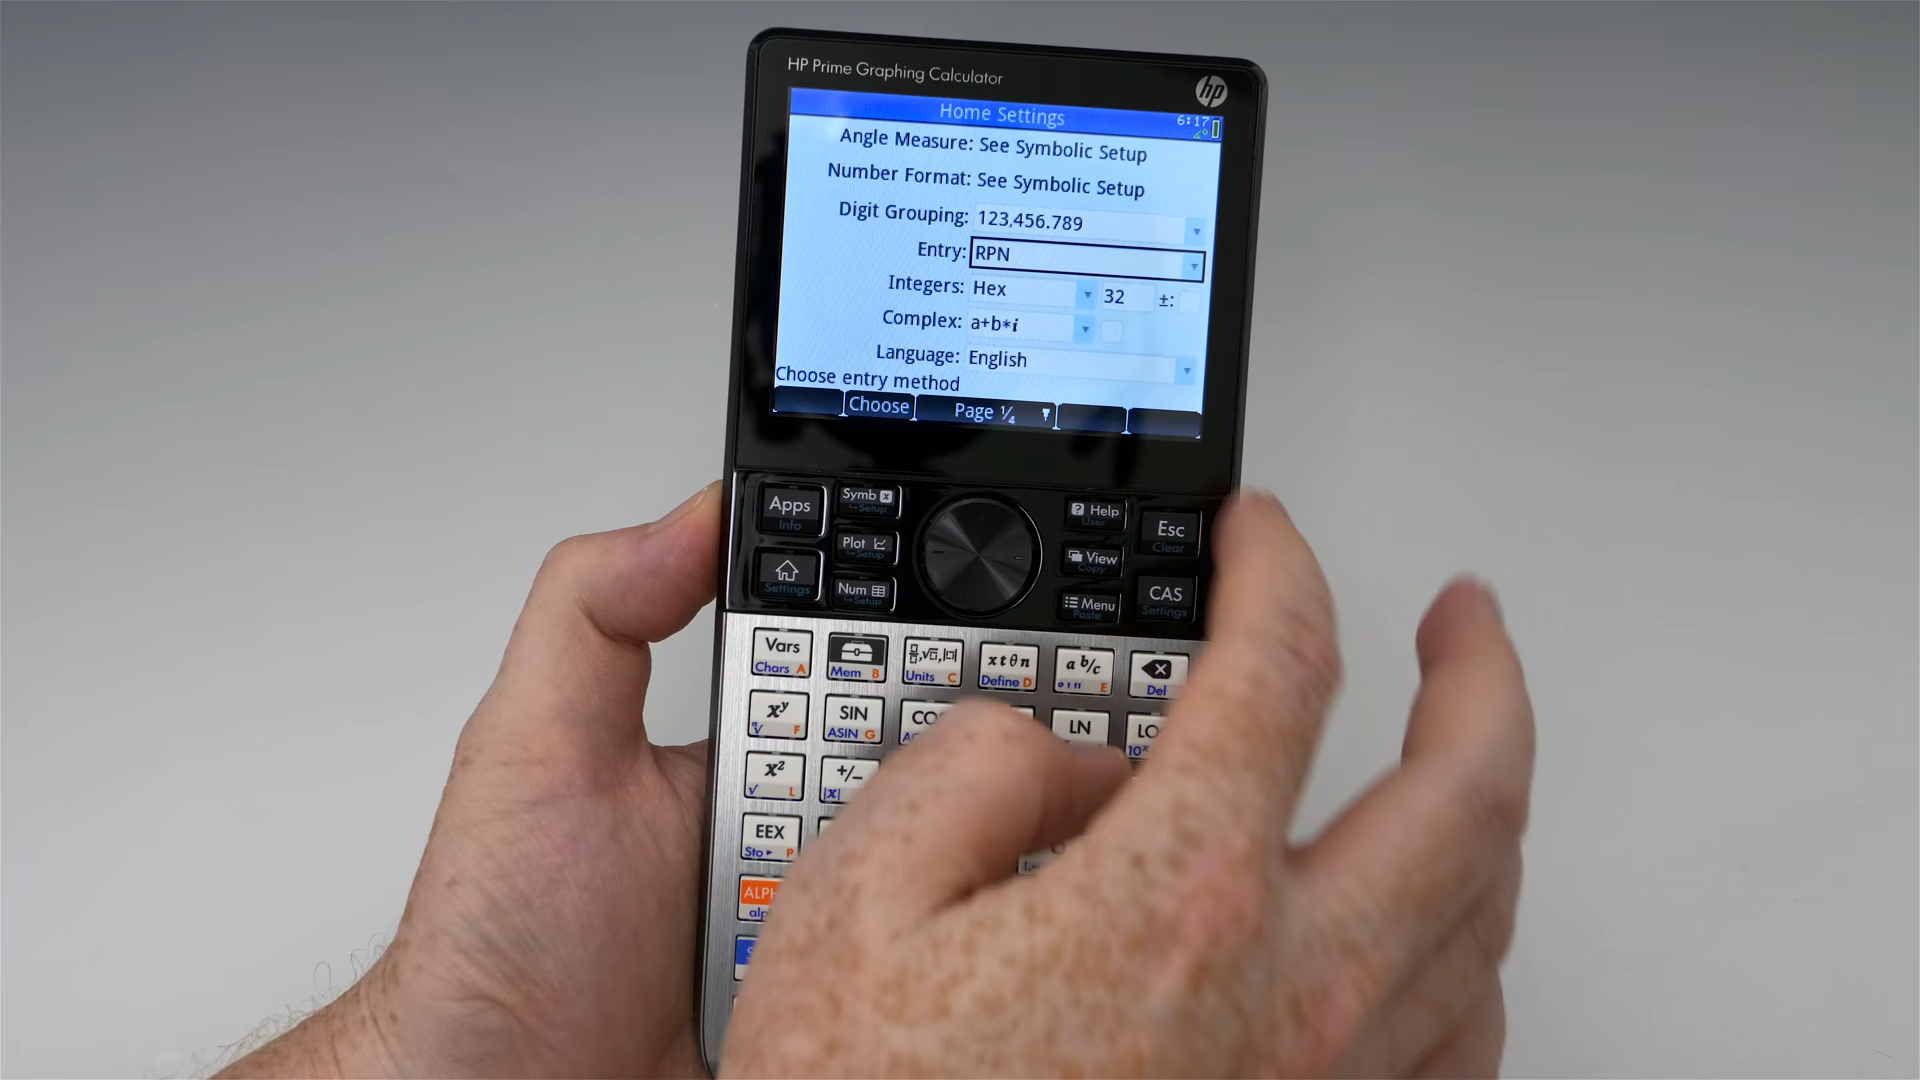 HP Prime Graphing Calculator
hp
Home Settings
6:17
Angle Measure: See Symbolic Setup
Number Format: See Symbolic Setup
Digit Grouping: 123,456.789
Entry: RPN
Integers: Hex 32 ±:
Complex: a+b*i
Language: English
Choose entry method
Choose Page ¼
Apps
Info
Symb
Setup
Plot
Setup
Settings
Num
Setup
Help
User
View
Copy
Menu
Paste
Esc
Clear
CAS
Settings
Vars
Chars A
Mem B
Units C
x t θ n
Define D
a b/c
E
Del
xʸ
F
SIN
ASIN G
LN
x²
√ L
+/−
|x|
EEX
Sto ▸ P